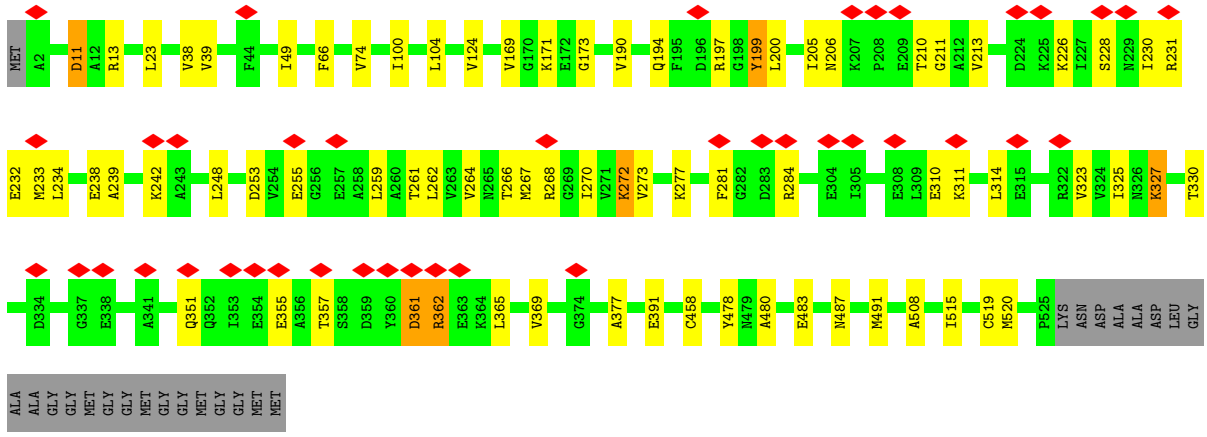 MET A2 D11 A12 R13 L23 V38 V39 F44 I49 F66 V74 I100 L104 V124 V169 G170 K171 E172 G173 V190 Q194 F195 D196 R197 G198 Y199 L200 I205 N206 K207 P208 E209 T210 G211 A212 V213 D224 K225 K226 I227 S228 N229 I230 R231
E232 M233 L234 E238 A239 K242 A243 L248 D253 V254 E255 G256 E257 A258 L259 A260 T261 L262 V263 V264 N265 T266 M267 R268 G269 I270 V271 K272 V273 K277 F281 G282 D283 R284 E304 I305 E308 L309 E310 K311 L314 E315 R322 V323 V324 I325 N326 K327 T330
D334 G337 E338 A341 Q351 Q352 I353 E354 E355 A356 T357 S358 D359 Y360 D361 R362 E363 K364 L365 V369 G374 A377 E391 C458 Y478 N479 A480 E483 N487 M491 A508 I515 C519 M520 P525 LYS ASN ASP ALA ALA ASP LEU GLY
ALA ALA GLY GLY MET GLY GLY MET GLY GLY MET GLY GLY MET MET